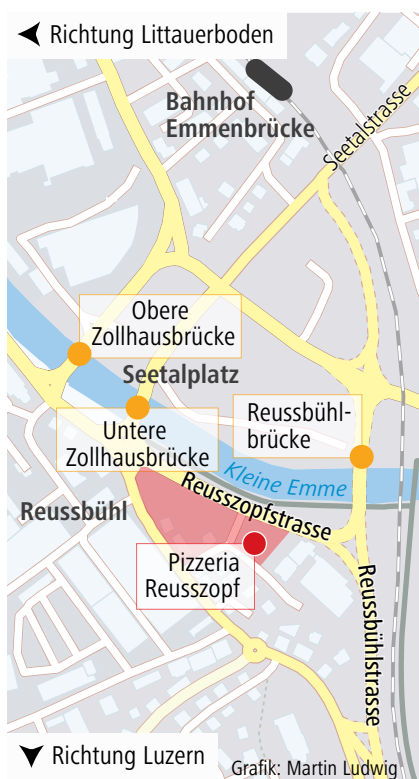 Richtung Littauerboden
Bahnhof
Emmenbrücke
Seetalstrasse
Obere
Zollhausbrücke
Seetalplatz
Untere
Zollhausbrücke
Reussbühl-
brücke
Kleine Emme
Reussbühl
Reusszopfstrasse
Pizzeria
Reusszopf
Reussbühlstrasse
Richtung Luzern
Grafik: Martin Ludwig